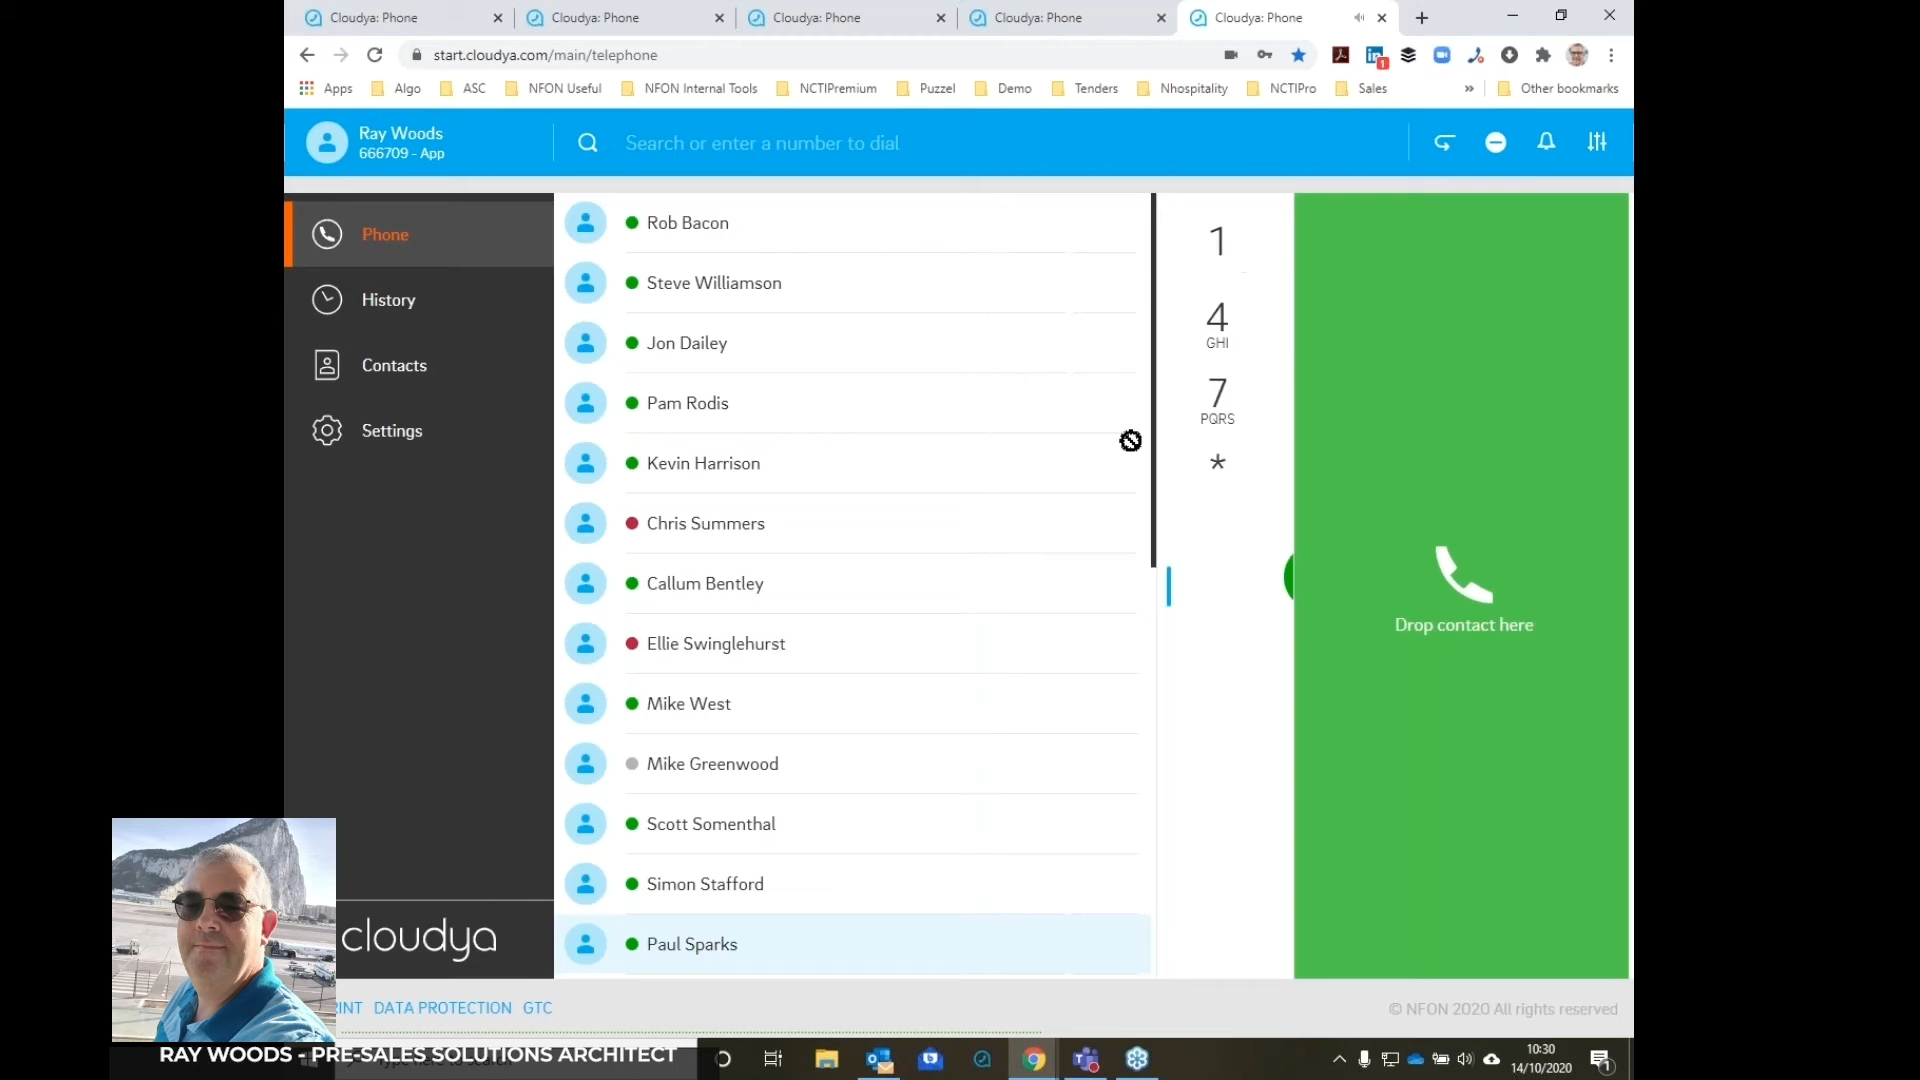 Cloudya: Phone
Cloudya: Phone
Cloudya: Phone
Cloudya: Phone
Cloudya: Phone
start.cloudya.com/main/telephone
1
Apps
Algo
ASC
NFON Useful
NFON Internal Tools
NCTIPremium
Puzzel
Demo
Tenders
Nhospitality
NCTIPro
Sales
»
Other bookmarks
Ray Woods
666709 - App
Search or enter a number to dial
Phone
History
Contacts
Settings
Rob Bacon
Steve Williamson
Jon Dailey
Pam Rodis
Kevin Harrison
Chris Summers
Callum Bentley
Ellie Swinglehurst
Mike West
Mike Greenwood
Scott Somenthal
Simon Stafford
Paul Sparks
1
4
GHI
7
PQRS
*
Drop contact here
cloudya
INT DATA PROTECTION GTC
© NFON 2020 All rights reserved
RAY WOODS - PRE-SALES SOLUTIONS ARCHITECT
10:30
14/10/2020
1